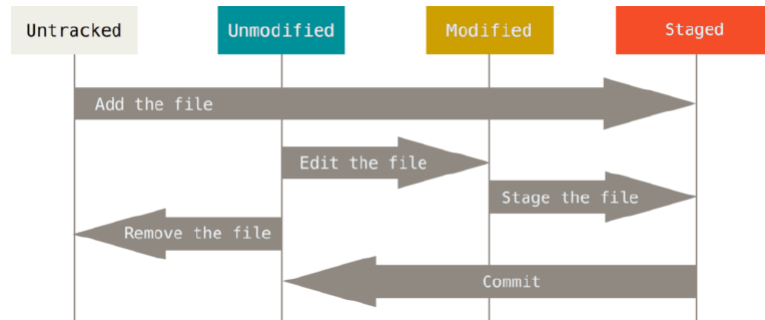 Untracked
Unmodified
Modified
Staged
Add the file
Edit the file
Stage the file
Remove the file
Commit